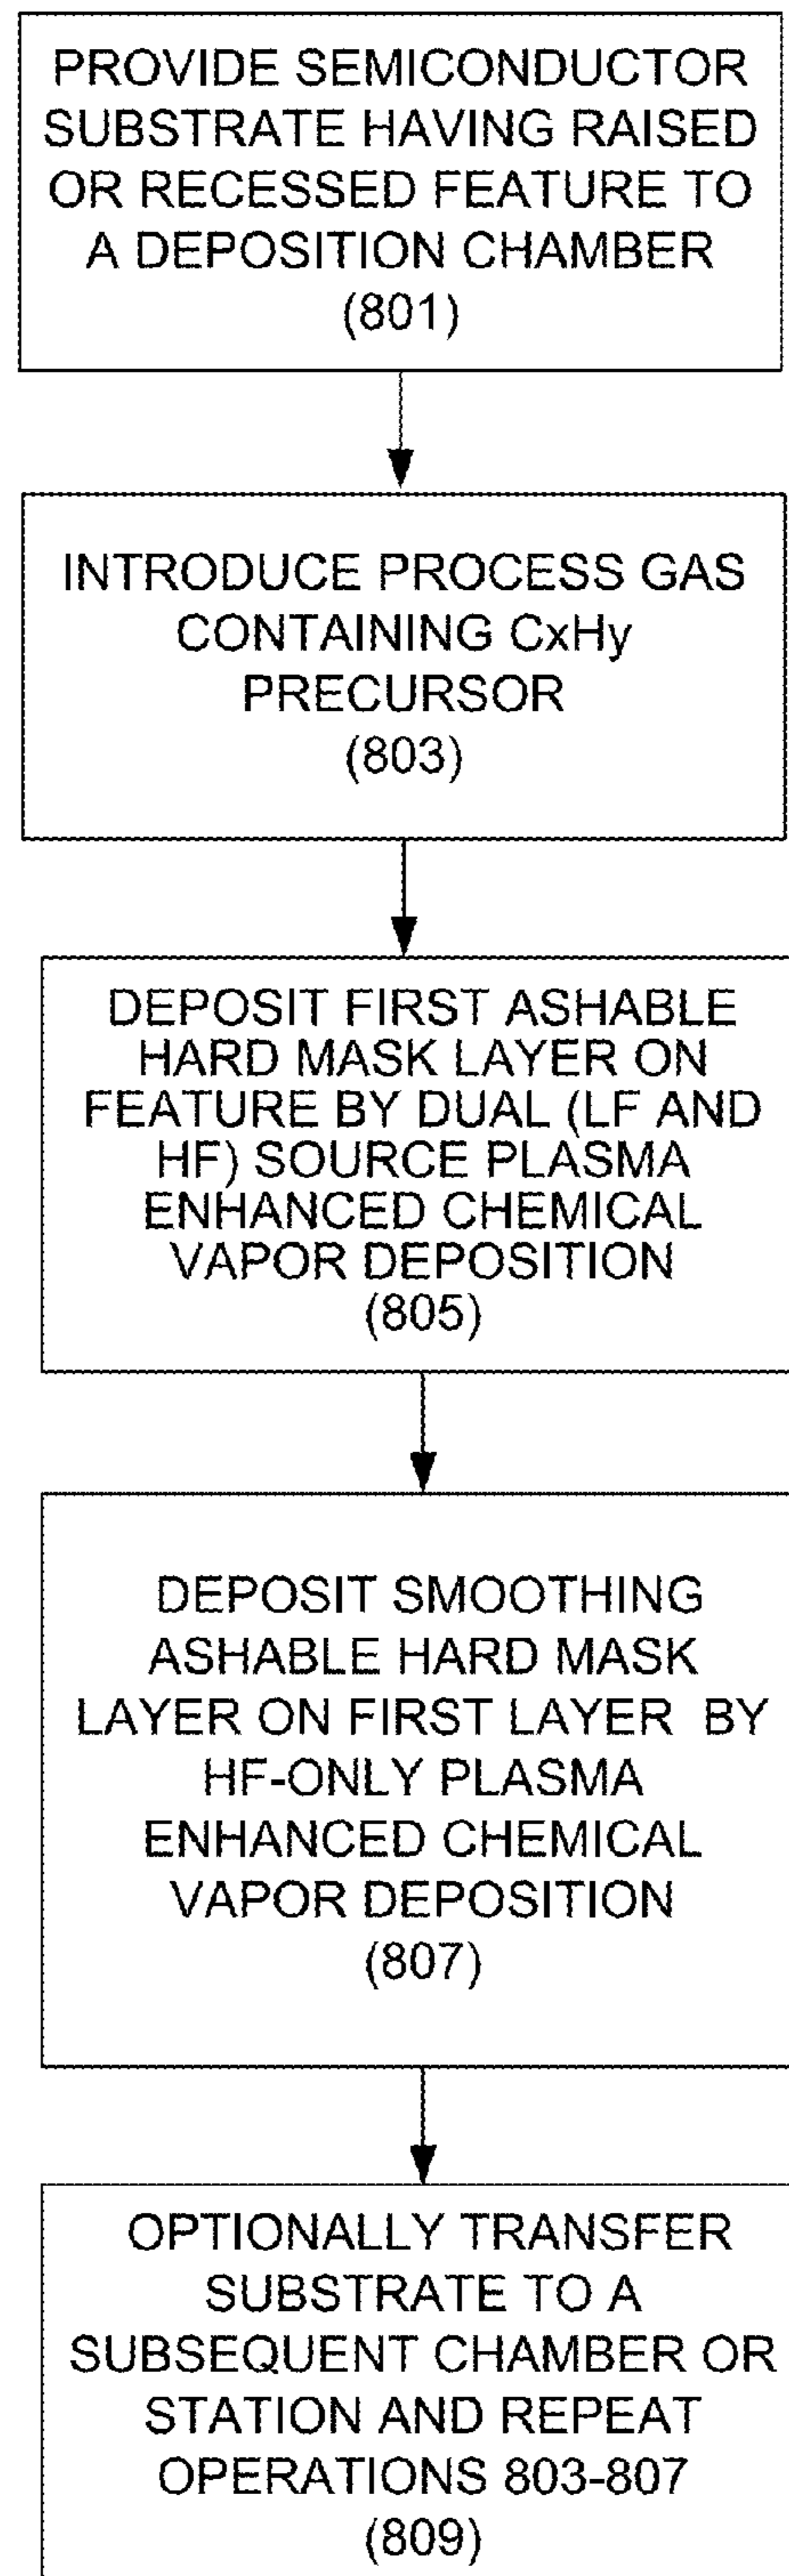 PROVIDE SEMICONDUCTOR
SUBSTRATE HAVING RAISED
OR RECESSED FEATURE TO
A DEPOSITION CHAMBER
(801)
INTRODUCE PROCESS GAS
CONTAINING CxHy
PRECURSOR
(803)
DEPOSIT FIRST ASHABLE
HARD MASK LAYER ON
FEATURE BY DUAL (LF AND
HF) SOURCE PLASMA
ENHANCED CHEMICAL
VAPOR DEPOSITION
(805)
DEPOSIT SMOOTHING
ASHABLE HARD MASK
LAYER ON FIRST LAYER BY
HF-ONLY PLASMA
ENHANCED CHEMICAL
VAPOR DEPOSITION
(807)
OPTIONALLY TRANSFER
SUBSTRATE TO A
SUBSEQUENT CHAMBER OR
STATION AND REPEAT
OPERATIONS 803-807
(809)